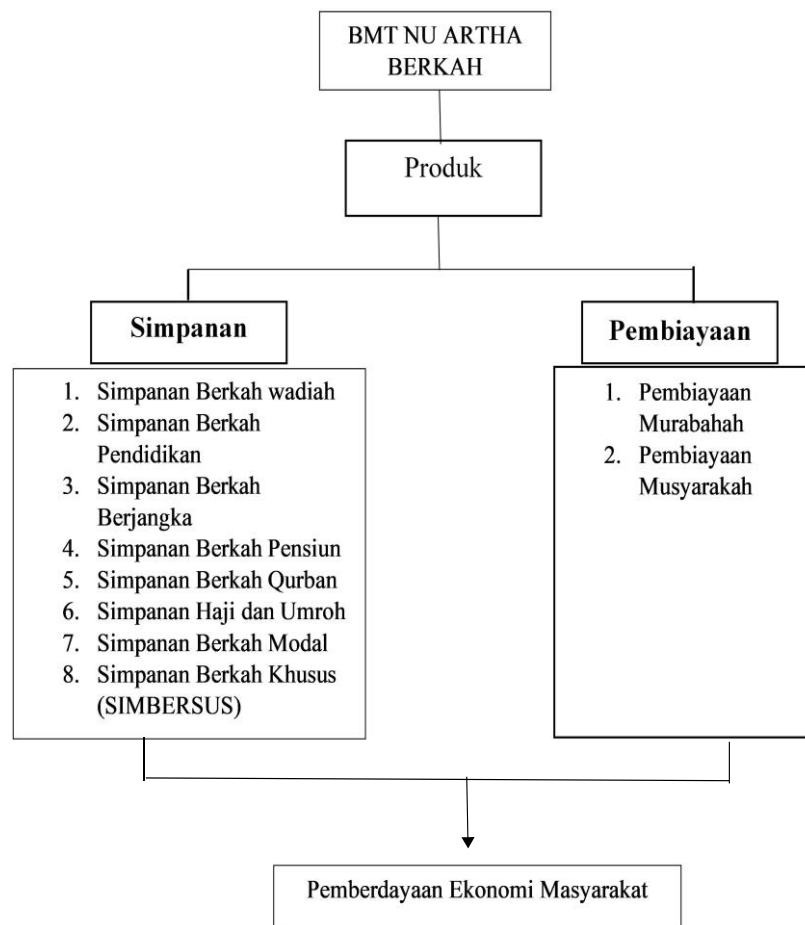 BMT NU ARTHA
BERKAH
Produk
Simpanan
1. Simpanan Berkah wadiah
2. Simpanan Berkah
Pendidikan
3. Simpanan Berkah
Berjangka
4. Simpanan Berkah Pensiun
5. Simpanan Berkah Qurban
6. Simpanan Haji dan Umroh
7. Simpanan Berkah Modal
8. Simpanan Berkah Khusus
(SIMBERSUS)
Pembiayaan
1. Pembiayaan
Murabahah
2. Pembiayaan
Musyarakah
Pemberdayaan Ekonomi Masyarakat